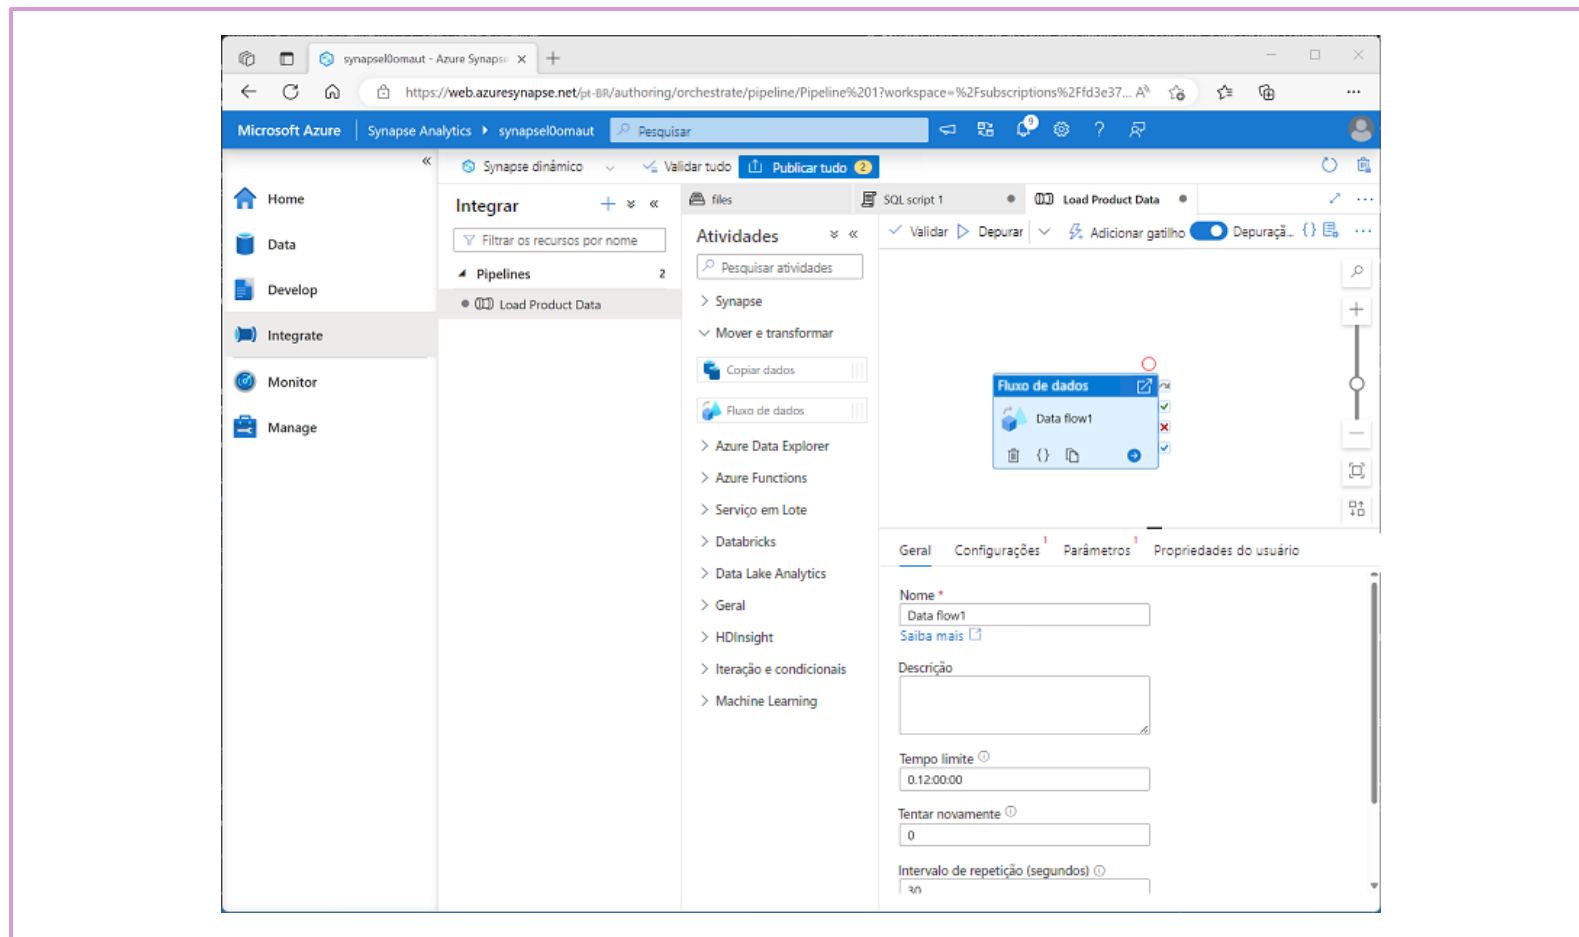 synapsel0omaut - Azure Synapse
https://web.azuresynapse.net/pt-BR/authoring/orchestrate/pipeline/Pipeline%201?workspace=%2Fsubscriptions%2Ffd3e37...
Microsoft Azure
Synapse Analytics
synapsel0omaut
Pesquisar
9
Synapse dinâmico
Validar tudo
Publicar tudo 2
Home
Data
Develop
Integrate
Monitor
Manage
Integrar
Filtrar os recursos por nome
Pipelines 2
Load Product Data
files
SQL script 1
Load Product Data
Atividades
Pesquisar atividades
Synapse
Mover e transformar
Copiar dados
Fluxo de dados
Azure Data Explorer
Azure Functions
Serviço em Lote
Databricks
Data Lake Analytics
Geral
HDInsight
Iteração e condicionais
Machine Learning
Validar
Depurar
Adicionar gatilho
Depuraçã...
Fluxo de dados
Data flow1
Geral
Configurações 1
Parâmetros 1
Propriedades do usuário
Nome *
Data flow1
Saiba mais
Descrição
Tempo limite
0.12:00:00
Tentar novamente
0
Intervalo de repetição (segundos)
30